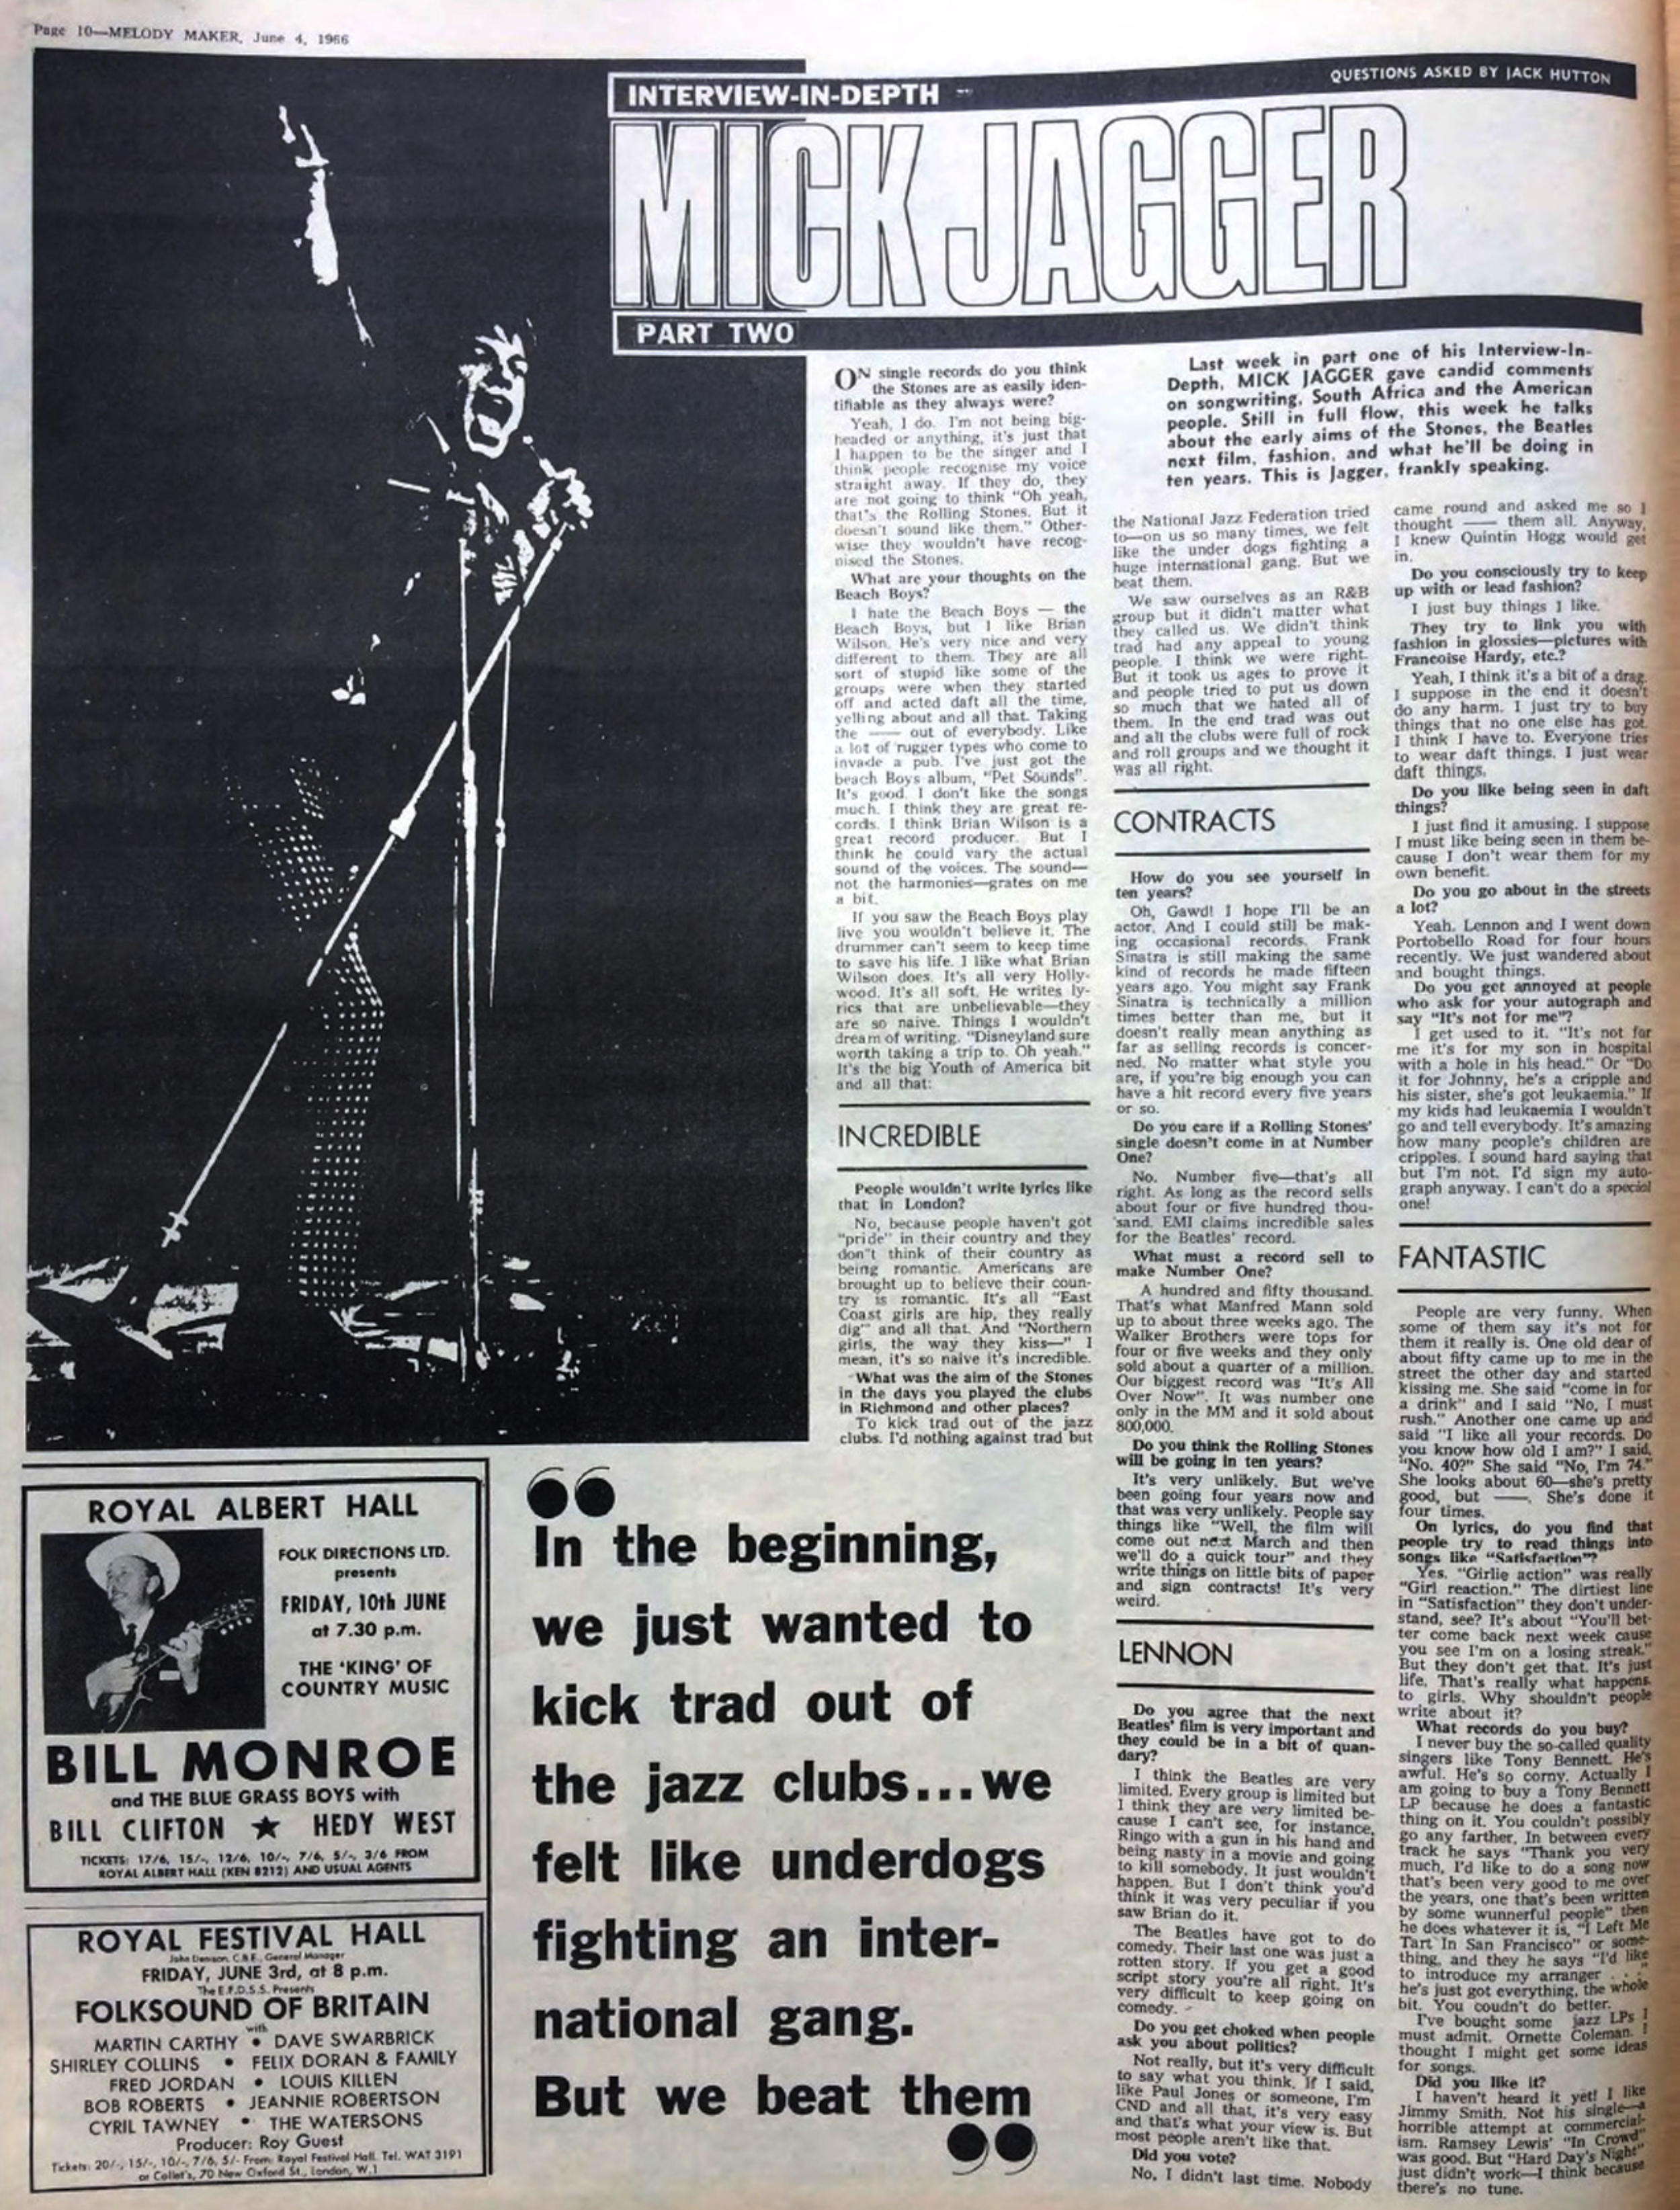 Page 10—MELODY MAKER, June 4, 1966
INTERVIEW-IN-DEPTH
QUESTIONS ASKED BY JACK HUTTON
MICK JAGGER
PART TWO
Last week in part one of his Interview-In-
Depth, MICK JAGGER gave candid comments
on songwriting, South Africa and the American
people. Still in full flow, this week he talks
about the early aims of the Stones, the Beatles
next film, fashion, and what he'll be doing in
ten years. This is Jagger, frankly speaking.
ON single records do you think
the Stones are as easily iden-
tifiable as they always were?
Yeah, I do. I'm not being big-
headed or anything, it's just that
I happen to be the singer and I
think people recognise my voice
straight away. If they do, they
are not going to think "Oh yeah,
that's the Rolling Stones. But it
doesn't sound like them." Other-
wise they wouldn't have recog-
nised the Stones.
What are your thoughts on the
Beach Boys?
I hate the Beach Boys — the
Beach Boys, but I like Brian
Wilson. He's very nice and very
different to them. They are all
sort of stupid like some of the
groups were when they started
off and acted daft all the time,
yelling about and all that. Taking
the —— out of everybody. Like
a lot of rugger types who come to
invade a pub. I've just got the
beach Boys album, "Pet Sounds".
It's good. I don't like the songs
much. I think they are great re-
cords. I think Brian Wilson is a
great record producer. But I
think he could vary the actual
sound of the voices. The sound—
not the harmonies—grates on me
a bit.
If you saw the Beach Boys play
live you wouldn't believe it. The
drummer can't seem to keep time
to save his life. I like what Brian
Wilson does. It's all very Holly-
wood. It's all soft. He writes ly-
rics that are unbelievable—they
are so naive. Things I wouldn't
dream of writing. "Disneyland sure
worth taking a trip to. Oh yeah."
It's the big Youth of America bit
and all that:
INCREDIBLE
People wouldn't write lyrics like
that in London?
No, because people haven't got
"pride" in their country and they
don't think of their country as
being romantic. Americans are
brought up to believe their coun-
try is romantic. It's all "East
Coast girls are hip, they really
dig" and all that. And "Northern
girls, the way they kiss—" I
mean, it's so naive it's incredible.
What was the aim of the Stones
in the days you played the clubs
in Richmond and other places?
To kick trad out of the jazz
clubs. I'd nothing against trad but
the National Jazz Federation tried
to—on us so many times, we felt
like the under dogs fighting a
huge international gang. But we
beat them.
We saw ourselves as an R&B
group but it didn't matter what
they called us. We didn't think
trad had any appeal to young
people. I think we were right.
But it took us ages to prove it
and people tried to put us down
so much that we hated all of
them. In the end trad was out
and all the clubs were full of rock
and roll groups and we thought it
was all right.
CONTRACTS
How do you see yourself in
ten years?
Oh, Gawd! I hope I'll be an
actor. And I could still be mak-
ing occasional records. Frank
Sinatra is still making the same
kind of records he made fifteen
years ago. You might say Frank
Sinatra is technically a million
times better than me, but it
doesn't really mean anything as
far as selling records is concer-
ned. No matter what style you
are, if you're big enough you can
have a hit record every five years
or so.
Do you care if a Rolling Stones'
single doesn't come in at Number
One?
No. Number five—that's all
right. As long as the record sells
about four or five hundred thou-
sand. EMI claims incredible sales
for the Beatles' record.
What must a record sell to
make Number One?
A hundred and fifty thousand.
That's what Manfred Mann sold
up to about three weeks ago. The
Walker Brothers were tops for
four or five weeks and they only
sold about a quarter of a million.
Our biggest record was "It's All
Over Now". It was number one
only in the MM and it sold about
800,000.
Do you think the Rolling Stones
will be going in ten years?
It's very unlikely. But we've
been going four years now and
that was very unlikely. People say
things like "Well, the film will
come out next March and then
we'll do a quick tour" and they
write things on little bits of paper
and sign contracts! It's very
weird.
LENNON
Do you agree that the next
Beatles' film is very important and
they could be in a bit of quan-
dary?
I think the Beatles are very
limited. Every group is limited but
I think they are very limited be-
cause I can't see, for instance,
Ringo with a gun in his hand and
being nasty in a movie and going
to kill somebody. It just wouldn't
happen. But I don't think you'd
think it was very peculiar if you
saw Brian do it.
The Beatles have got to do
comedy. Their last one was just a
rotten story. If you get a good
script story you're all right. It's
very difficult to keep going on
comedy.
Do you get choked when people
ask you about politics?
Not really, but it's very difficult
to say what you think. If I said,
like Paul Jones or someone, I'm
CND and all that, it's very easy
and that's what your view is. But
most people aren't like that.
Did you vote?
No, I didn't last time. Nobody
came round and asked me so I
thought —— them all. Anyway,
I knew Quintin Hogg would get
in.
Do you consciously try to keep
up with or lead fashion?
I just buy things I like.
They try to link you with
fashion in glossies—pictures with
Francoise Hardy, etc.?
Yeah, I think it's a bit of a drag.
I suppose in the end it doesn't
do any harm. I just try to buy
things that no one else has got.
I think I have to. Everyone tries
to wear daft things. I just wear
daft things.
Do you like being seen in daft
things?
I just find it amusing. I suppose
I must like being seen in them be-
cause I don't wear them for my
own benefit.
Do you go about in the streets
a lot?
Yeah. Lennon and I went down
Portobello Road for four hours
recently. We just wandered about
and bought things.
Do you get annoyed at people
who ask for your autograph and
say "It's not for me"?
I get used to it. "It's not for
me it's for my son in hospital
with a hole in his head." Or "Do
it for Johnny, he's a cripple and
his sister, she's got leukaemia." If
my kids had leukaemia I wouldn't
go and tell everybody. It's amazing
how many people's children are
cripples. I sound hard saying that
but I'm not. I'd sign my auto-
graph anyway. I can't do a special
one!
FANTASTIC
People are very funny. When
some of them say it's not for
them it really is. One old dear of
about fifty came up to me in the
street the other day and started
kissing me. She said "come in for
a drink" and I said "No, I must
rush." Another one came up and
said "I like all your records. Do
you know how old I am?" I said,
"No. 40?" She said "No, I'm 74."
She looks about 60—she's pretty
good, but ——. She's done it
four times.
On lyrics, do you find that
people try to read things into
songs like "Satisfaction"?
Yes. "Girlie action" was really
"Girl reaction." The dirtiest line
in "Satisfaction" they don't under-
stand, see? It's about "You'll bet-
ter come back next week cause
you see I'm on a losing streak."
But they don't get that. It's just
life. That's really what happens
to girls. Why shouldn't people
write about it?
What records do you buy?
I never buy the so-called quality
singers like Tony Bennett. He's
awful. He's so corny. Actually I
am going to buy a Tony Bennett
LP because he does a fantastic
thing on it. You couldn't possibly
go any farther. In between every
track he says "Thank you very
much, I'd like to do a song now
that's been very good to me over
the years, one that's been written
by some wunnerful people" then
he does whatever it is, "I Left Me
Tart In San Francisco" or some-
thing, and they he says "I'd like
to introduce my arranger . . ."
he's just got everything, the whole
bit. You coudn't do better.
I've bought some jazz LPs I
must admit. Ornette Coleman. I
thought I might get some ideas
for songs.
Did you like it?
I haven't heard it yet! I like
Jimmy Smith. Not his single—a
horrible attempt at commercial-
ism. Ramsey Lewis' "In Crowd"
was good. But "Hard Day's Night"
just didn't work—I think because
there's no tune.
“
In the beginning,
we just wanted to
kick trad out of
the jazz clubs...we
felt like underdogs
fighting an inter-
national gang.
But we beat them
”
ROYAL ALBERT HALL
FOLK DIRECTIONS LTD.
presents
FRIDAY, 10th JUNE
at 7.30 p.m.
THE 'KING' OF
COUNTRY MUSIC
BILL MONROE
and THE BLUE GRASS BOYS with
BILL CLIFTON ★ HEDY WEST
TICKETS: 17/6, 15/-, 12/6, 10/-, 7/6, 5/-, 3/6 FROM
ROYAL ALBERT HALL (KEN 8212) AND USUAL AGENTS
ROYAL FESTIVAL HALL
John Denison, C.B.E., General Manager
FRIDAY, JUNE 3rd, at 8 p.m.
The E.F.D.S.S. Presents
FOLKSOUND OF BRITAIN
with
MARTIN CARTHY • DAVE SWARBRICK
SHIRLEY COLLINS • FELIX DORAN & FAMILY
FRED JORDAN • LOUIS KILLEN
BOB ROBERTS • JEANNIE ROBERTSON
CYRIL TAWNEY • THE WATERSONS
Producer: Roy Guest
Tickets: 20/-, 15/-, 10/-, 7/6, 5/- From: Royal Festival Hall. Tel. WAT 3191
or Collet's, 70 New Oxford St., London, W.1